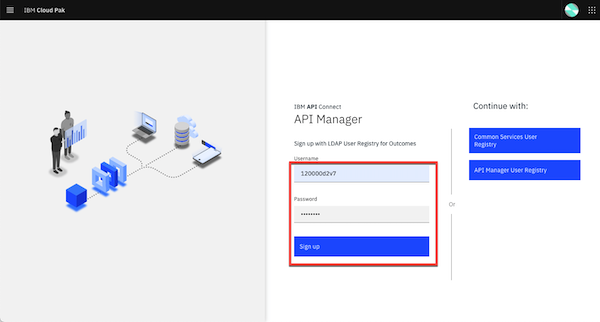 IBM Cloud Pak
IBM API Connect
API Manager
Sign up with LDAP User Registry for Outcomes
Username
120000d2v7
Password
••••••••
Sign up
Or
Continue with:
Common Services User
Registry
API Manager User Registry